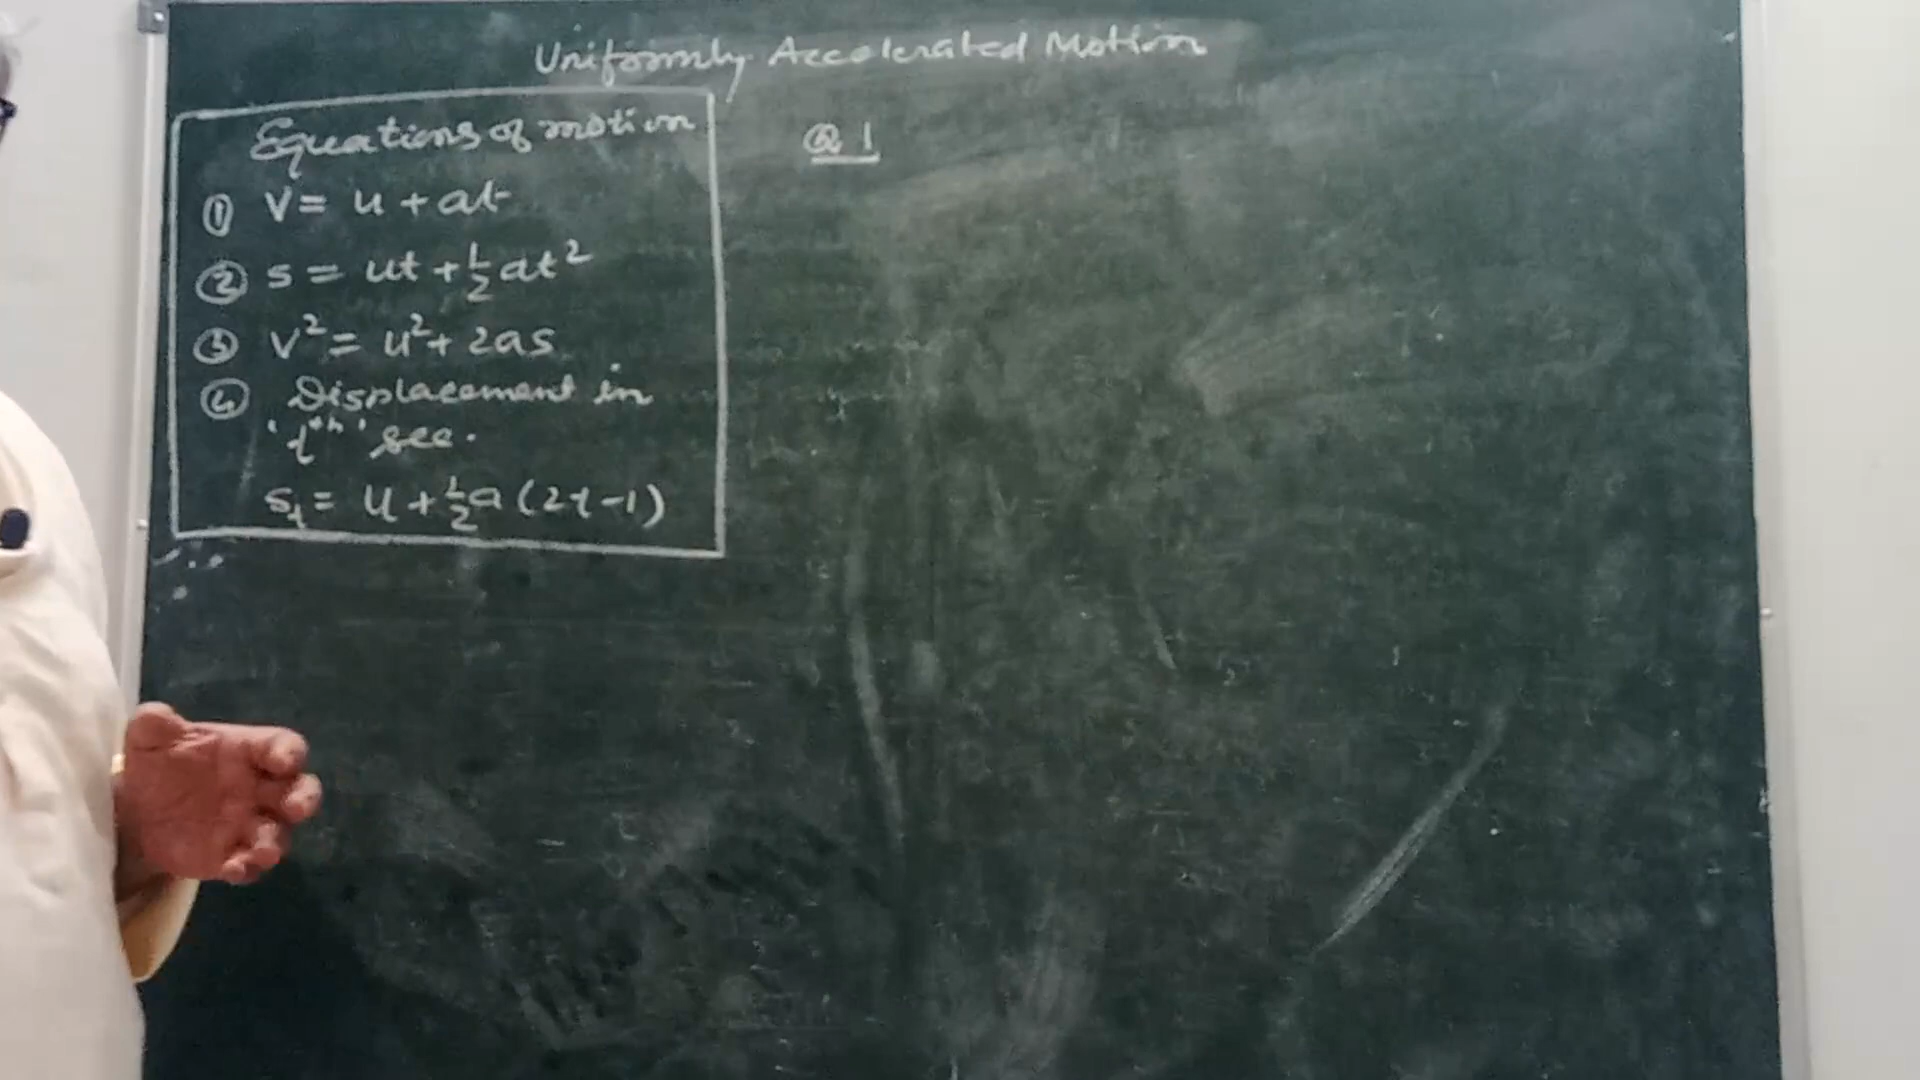 Uniformly Accelerated Motion
Equations of motion
① V = u + at
② s = ut + ½ at²
③ v² = u² + 2as
④ Displacement in
't^th' sec.
s_t = u + ½ a (2t - 1)
Q 1